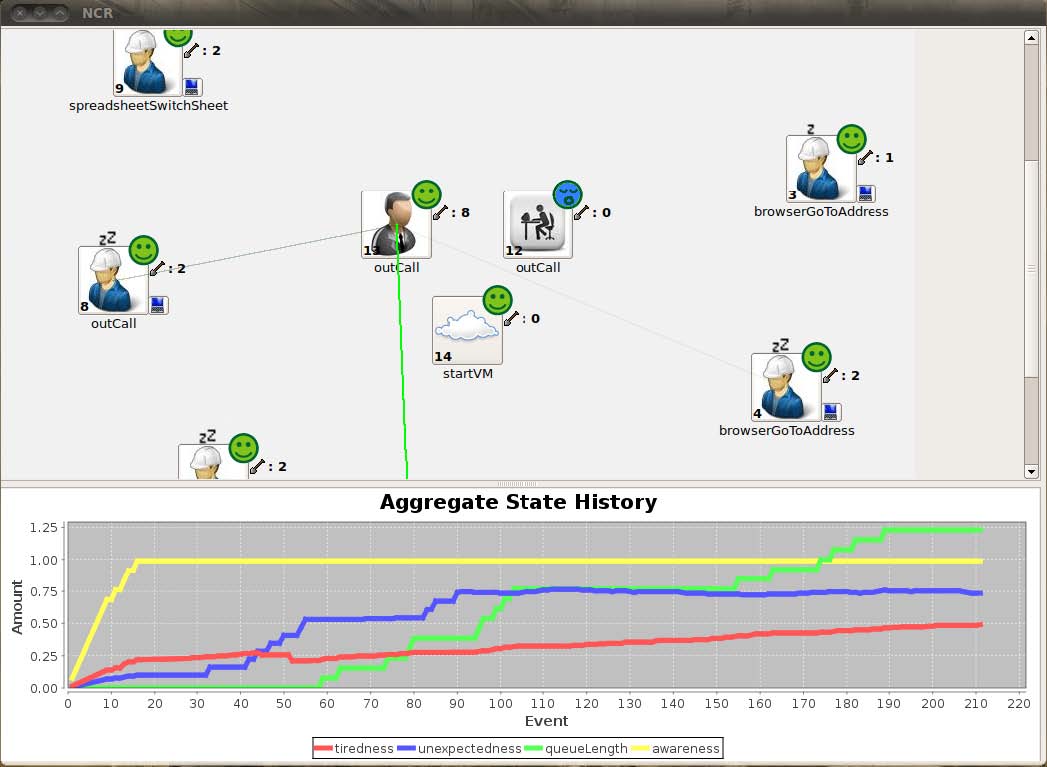 NCR
: 2
9
spreadsheetSwitchSheet
z
: 1
3
browserGoToAddress
: 8
13
outCall
: 0
12
outCall
zZ
: 2
8
outCall
: 0
14
startVM
zZ
: 2
4
browserGoToAddress
zZ
: 2
Aggregate State History
Amount
1.25
1.00
0.75
0.50
0.25
0.00
0 10 20 30 40 50 60 70 80 90 100 110 120 130 140 150 160 170 180 190 200 210 220
Event
tiredness unexpectedness queueLength awareness